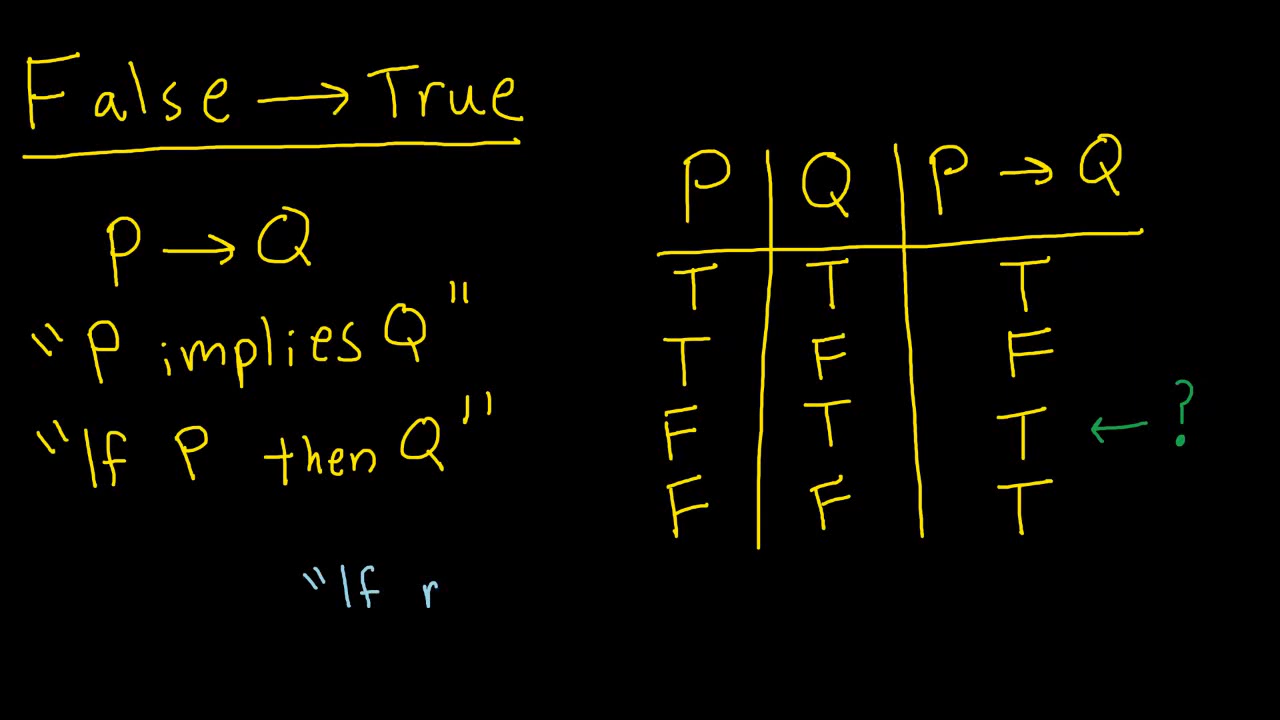 False → True
P → Q
"P implies Q"
"If P then Q"
"If r
P Q P → Q
T T T
T F F
F T T ← ?
F F T